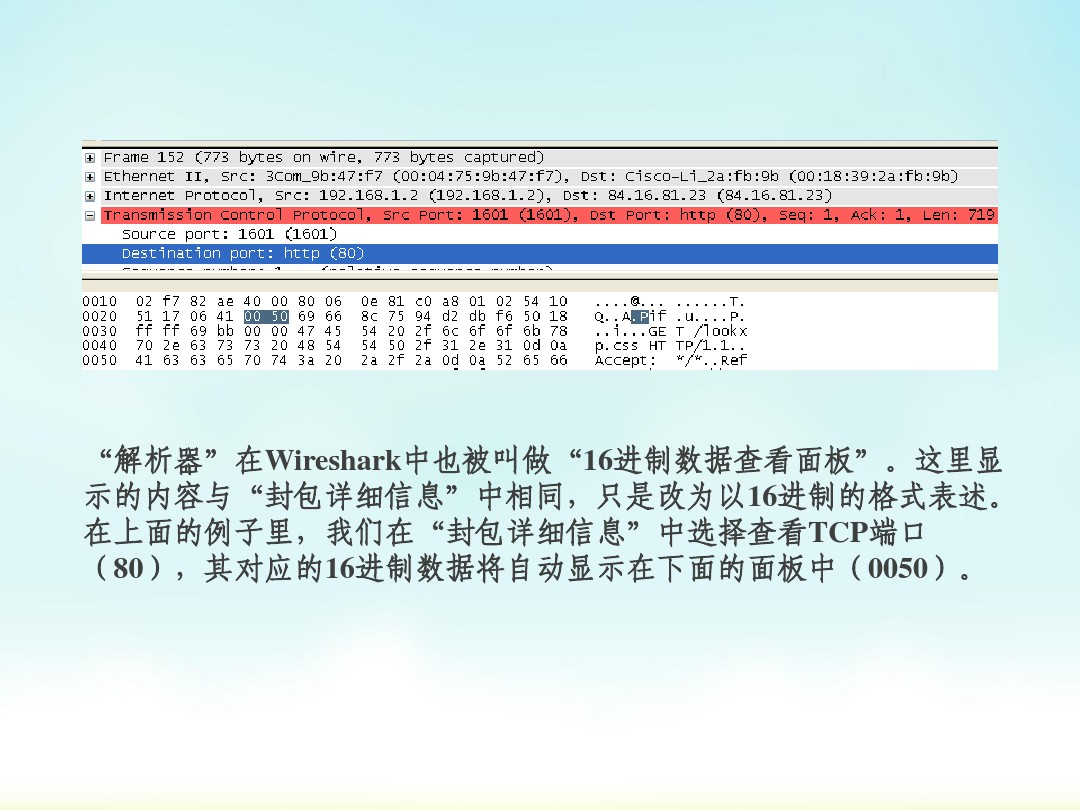 Frame 152 (773 bytes on wire, 773 bytes captured)
Ethernet II, Src: 3Com_9b:47:f7 (00:04:75:9b:47:f7), Dst: Cisco-Li_2a:fb:9b (00:18:39:2a:fb:9b)
Internet Protocol, Src: 192.168.1.2 (192.168.1.2), Dst: 84.16.81.23 (84.16.81.23)
Transmission Control Protocol, Src Port: 1601 (1601), Dst Port: http (80), Seq: 1, Ack: 1, Len: 719
Source port: 1601 (1601)
Destination port: http (80)
0010 02 f7 82 ae 40 00 80 06 0e 81 c0 a8 01 02 54 10 ....@... ......T.
0020 51 17 06 41 00 50 69 66 8c 75 94 d2 db f6 50 18 Q..A.Pif .u....P.
0030 ff ff 69 bb 00 00 47 45 54 20 2f 6c 6f 6f 6b 78 ..i...GE T /lookx
0040 70 2e 63 73 73 20 48 54 54 50 2f 31 2e 31 0d 0a p.css HT TP/1.1..
0050 41 63 63 65 70 74 3a 20 2a 2f 2a 0d 0a 52 65 66 Accept: */*..Ref
“解析器”在Wireshark中也被叫做“16进制数据查看面板”。这里显
示的内容与“封包详细信息”中相同，只是改为以16进制的格式表述。
在上面的例子里，我们在“封包详细信息”中选择查看TCP端口
（80），其对应的16进制数据将自动显示在下面的面板中（0050）。